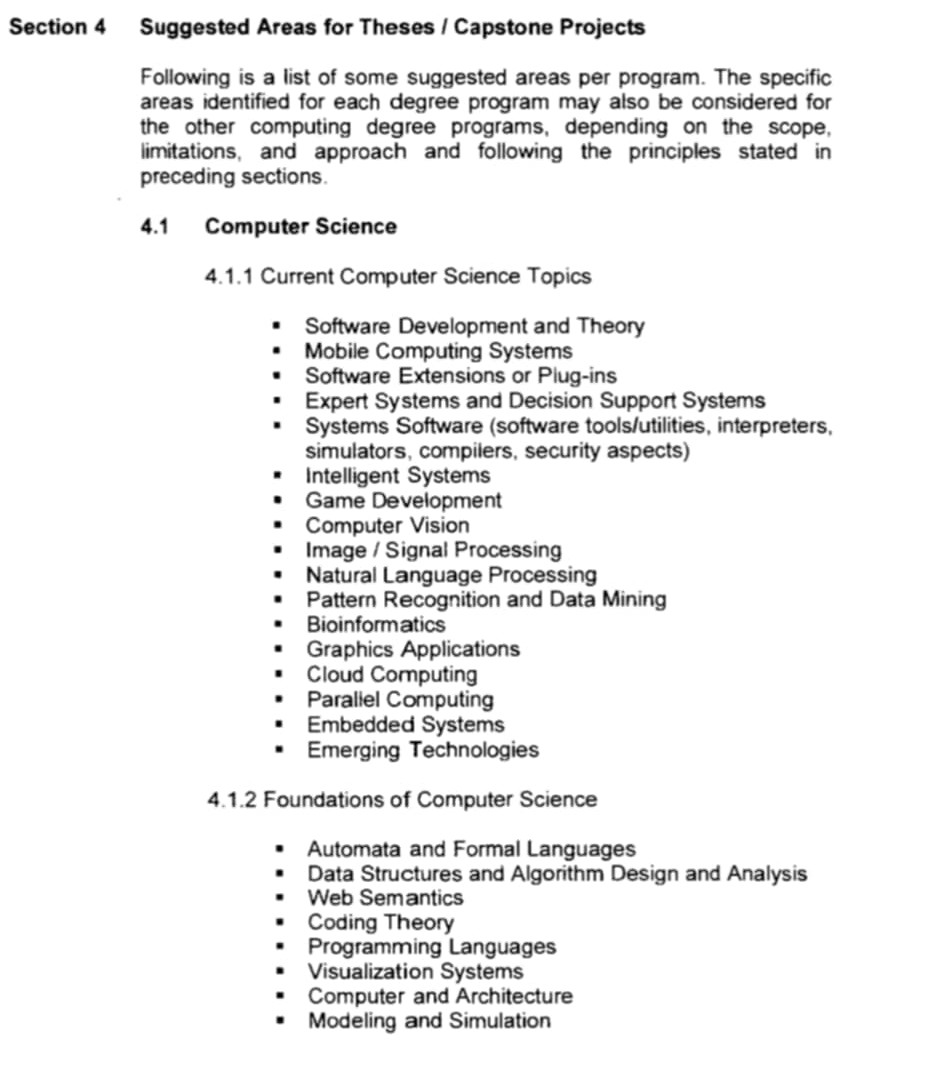 Section 4 Suggested Areas for Theses / Capstone Projects
Following is a list of some suggested areas per program. The specific
areas identified for each degree program may also be considered for
the other computing degree programs, depending on the scope,
limitations, and approach and following the principles stated in
preceding sections.
4.1 Computer Science
4.1.1 Current Computer Science Topics
▪ Software Development and Theory
▪ Mobile Computing Systems
▪ Software Extensions or Plug-ins
▪ Expert Systems and Decision Support Systems
▪ Systems Software (software tools/utilities, interpreters,
simulators, compilers, security aspects)
▪ Intelligent Systems
▪ Game Development
▪ Computer Vision
▪ Image / Signal Processing
▪ Natural Language Processing
▪ Pattern Recognition and Data Mining
▪ Bioinformatics
▪ Graphics Applications
▪ Cloud Computing
▪ Parallel Computing
▪ Embedded Systems
▪ Emerging Technologies
4.1.2 Foundations of Computer Science
▪ Automata and Formal Languages
▪ Data Structures and Algorithm Design and Analysis
▪ Web Semantics
▪ Coding Theory
▪ Programming Languages
▪ Visualization Systems
▪ Computer and Architecture
▪ Modeling and Simulation